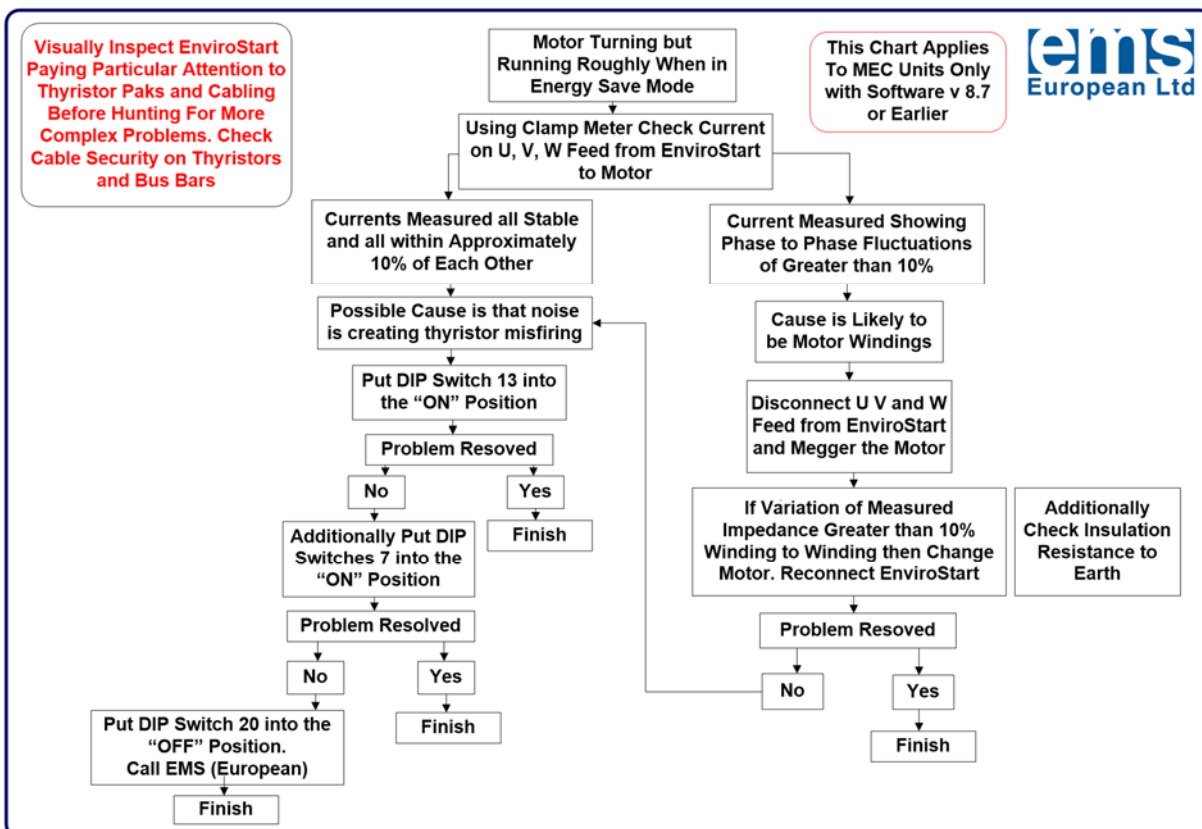 Visually Inspect EnviroStart
Paying Particular Attention to
Thyristor Paks and Cabling
Before Hunting For More
Complex Problems. Check
Cable Security on Thyristors
and Bus Bars
Motor Turning but
Running Roughly When in
Energy Save Mode
This Chart Applies
To MEC Units Only
with Software v 8.7
or Earlier
ems
European Ltd
Using Clamp Meter Check Current
on U, V, W Feed from EnviroStart
to Motor
Currents Measured all Stable
and all within Approximately
10% of Each Other
Current Measured Showing
Phase to Phase Fluctuations
of Greater than 10%
Possible Cause is that noise
is creating thyristor misfiring
Cause is Likely to
be Motor Windings
Put DIP Switch 13 into
the “ON” Position
Disconnect U V and W
Feed from EnviroStart
and Megger the Motor
Problem Resoved
No
Yes
Finish
If Variation of Measured
Impedance Greater than 10%
Winding to Winding then Change
Motor. Reconnect EnviroStart
Additionally
Check Insulation
Resistance to
Earth
Additionally Put DIP
Switches 7 into the
“ON” Position
Problem Resolved
Problem Resoved
No
Yes
No
Yes
Finish
Finish
Put DIP Switch 20 into the
“OFF” Position.
Call EMS (European)
Finish